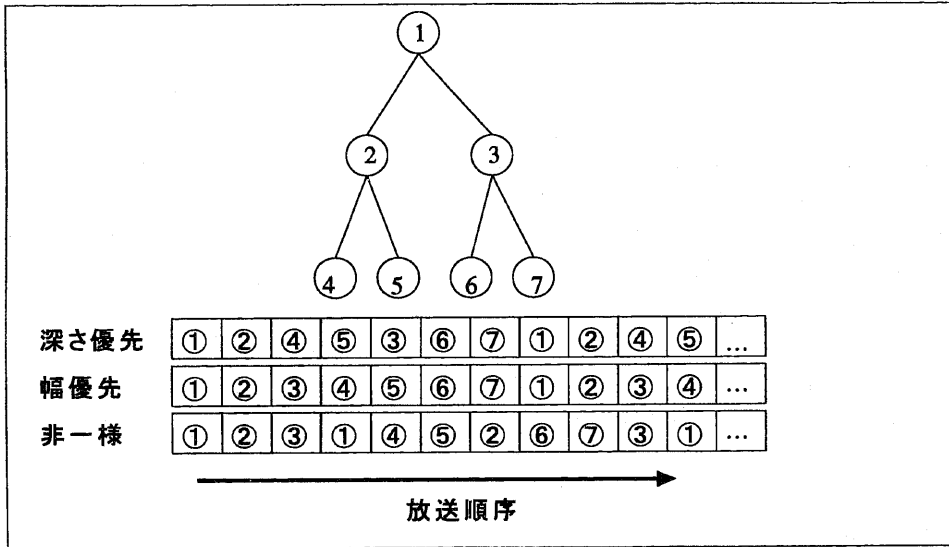 1
2 3
4 5 6 7
深さ優先 ① ② ④ ⑤ ③ ⑥ ⑦ ① ② ④ ⑤ ...
幅優先 ① ② ③ ④ ⑤ ⑥ ⑦ ① ② ③ ④ ...
非一様 ① ② ③ ① ④ ⑤ ② ⑥ ⑦ ③ ① ...
放送順序